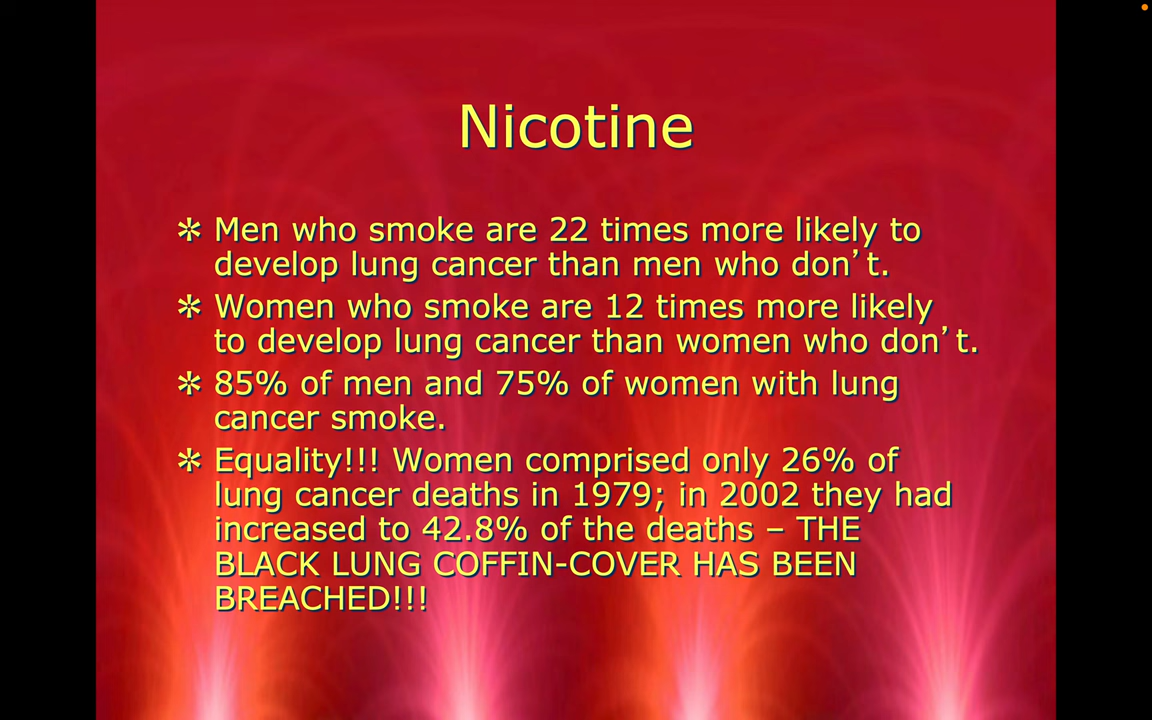 Nicotine
✻ Men who smoke are 22 times more likely to
develop lung cancer than men who don’t.
✻ Women who smoke are 12 times more likely
to develop lung cancer than women who don’t.
✻ 85% of men and 75% of women with lung
cancer smoke.
✻ Equality!!! Women comprised only 26% of
lung cancer deaths in 1979; in 2002 they had
increased to 42.8% of the deaths – THE
BLACK LUNG COFFIN-COVER HAS BEEN
BREACHED!!!